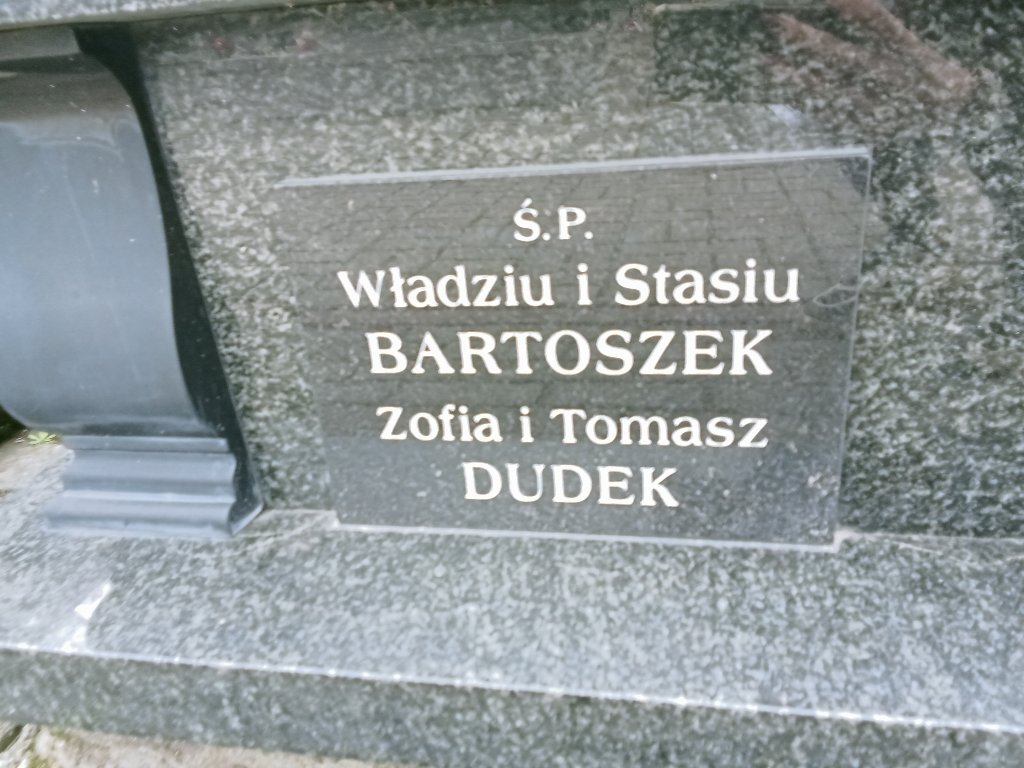 Ś.P.
Władziu i Stasiu
BARTOSZEK
Zofia i Tomasz
DUDEK